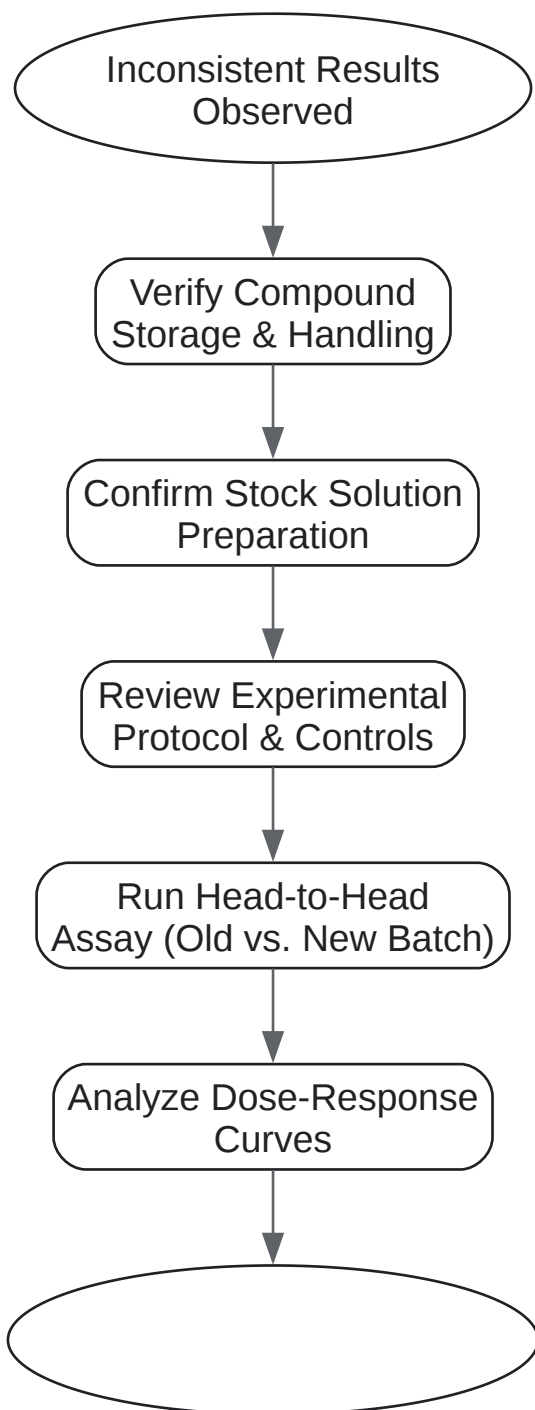 Inconsistent Results
Observed
Verify Compound
Storage & Handling
Confirm Stock Solution
Preparation
Review Experimental
Protocol & Controls
Run Head-to-Head
Assay (Old vs. New Batch)
Analyze Dose-Response
Curves